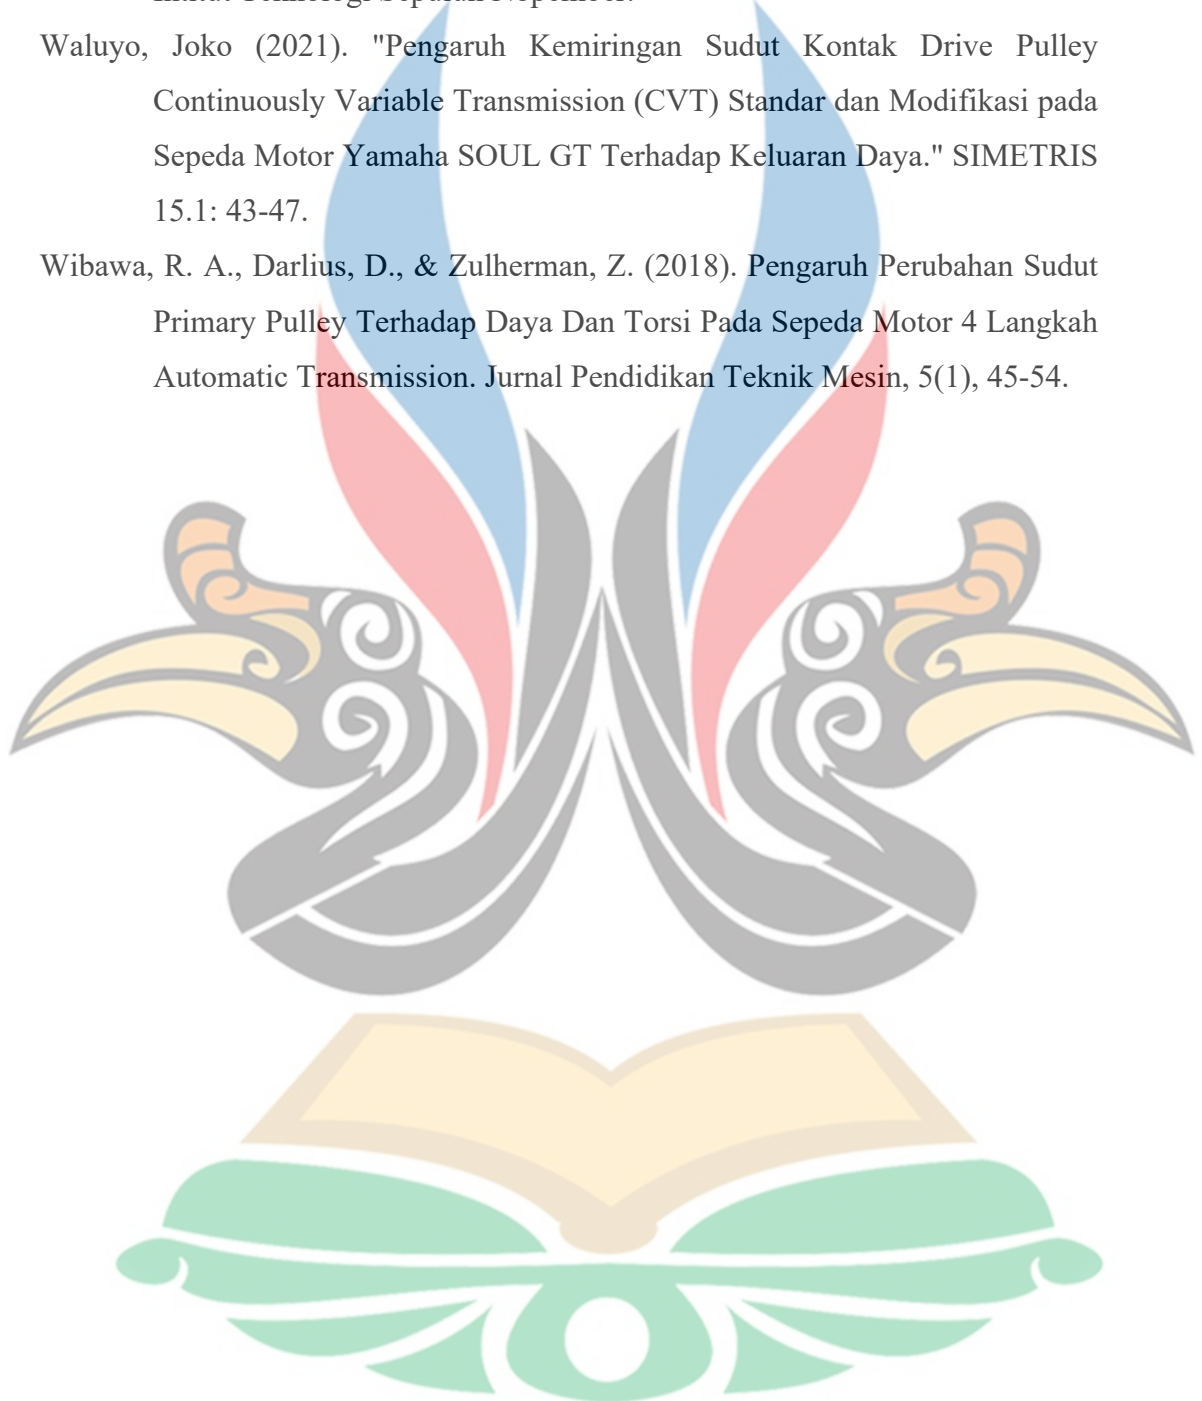 Waluyo, Joko (2021). "Pengaruh Kemiringan Sudut Kontak Drive Pulley
Continuously Variable Transmission (CVT) Standar dan Modifikasi pada
Sepeda Motor Yamaha SOUL GT Terhadap Keluaran Daya." SIMETRIS
15.1: 43-47.
Wibawa, R. A., Darlius, D., & Zulherman, Z. (2018). Pengaruh Perubahan Sudut
Primary Pulley Terhadap Daya Dan Torsi Pada Sepeda Motor 4 Langkah
Automatic Transmission. Jurnal Pendidikan Teknik Mesin, 5(1), 45-54.